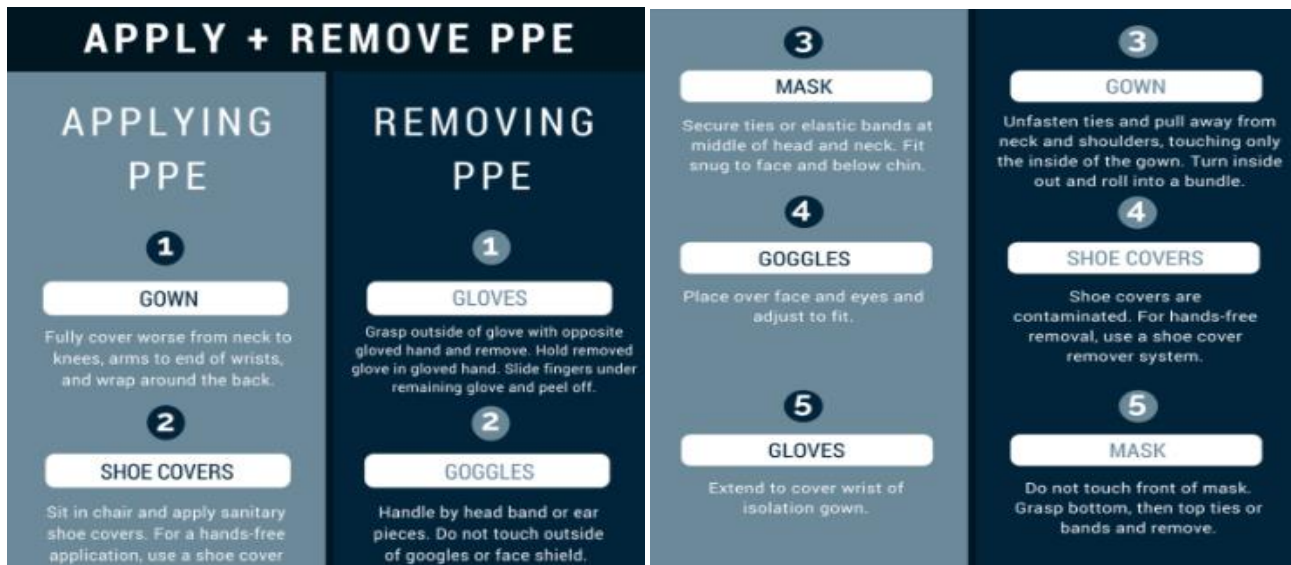 APPLY + REMOVE PPE
APPLYING
PPE
1
GOWN
Fully cover worse from neck to
knees, arms to end of wrists,
and wrap around the back.
2
SHOE COVERS
Sit in chair and apply sanitary
shoe covers. For a hands-free
application, use a shoe cover
REMOVING
PPE
1
GLOVES
Grasp outside of glove with opposite
gloved hand and remove. Hold removed
glove in gloved hand. Slide fingers under
remaining glove and peel off.
2
GOGGLES
Handle by head band or ear
pieces. Do not touch outside
of googles or face shield.
3
MASK
Secure ties or elastic bands at
middle of head and neck. Fit
snug to face and below chin.
4
GOGGLES
Place over face and eyes and
adjust to fit.
5
GLOVES
Extend to cover wrist of
isolation gown.
3
GOWN
Unfasten ties and pull away from
neck and shoulders, touching only
the inside of the gown. Turn inside
out and roll into a bundle.
4
SHOE COVERS
Shoe covers are
contaminated. For hands-free
removal, use a shoe cover
remover system.
5
MASK
Do not touch front of mask.
Grasp bottom, then top ties or
bands and remove.